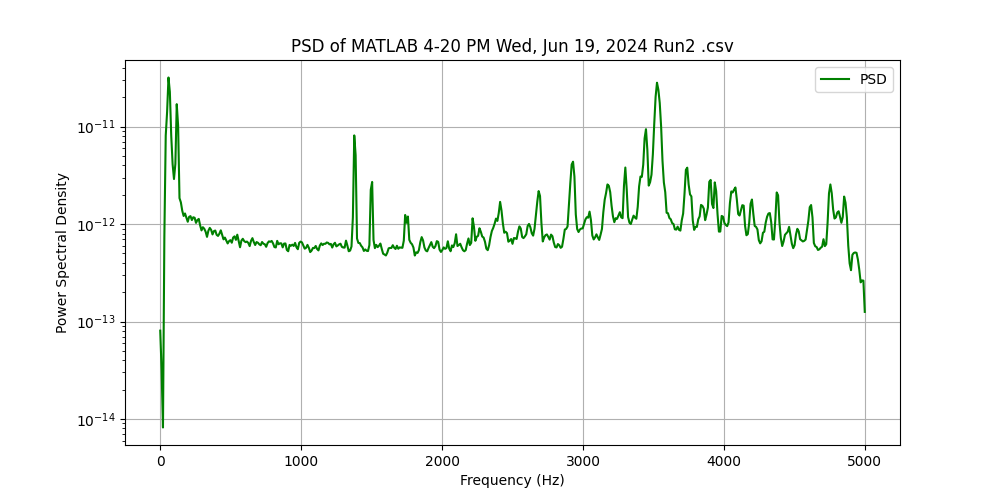 PSD of MATLAB 4-20 PM Wed, Jun 19, 2024 Run2 .csv
PSD
Power Spectral Density
10⁻¹¹
10⁻¹²
10⁻¹³
10⁻¹⁴
0 1000 2000 3000 4000 5000
Frequency (Hz)